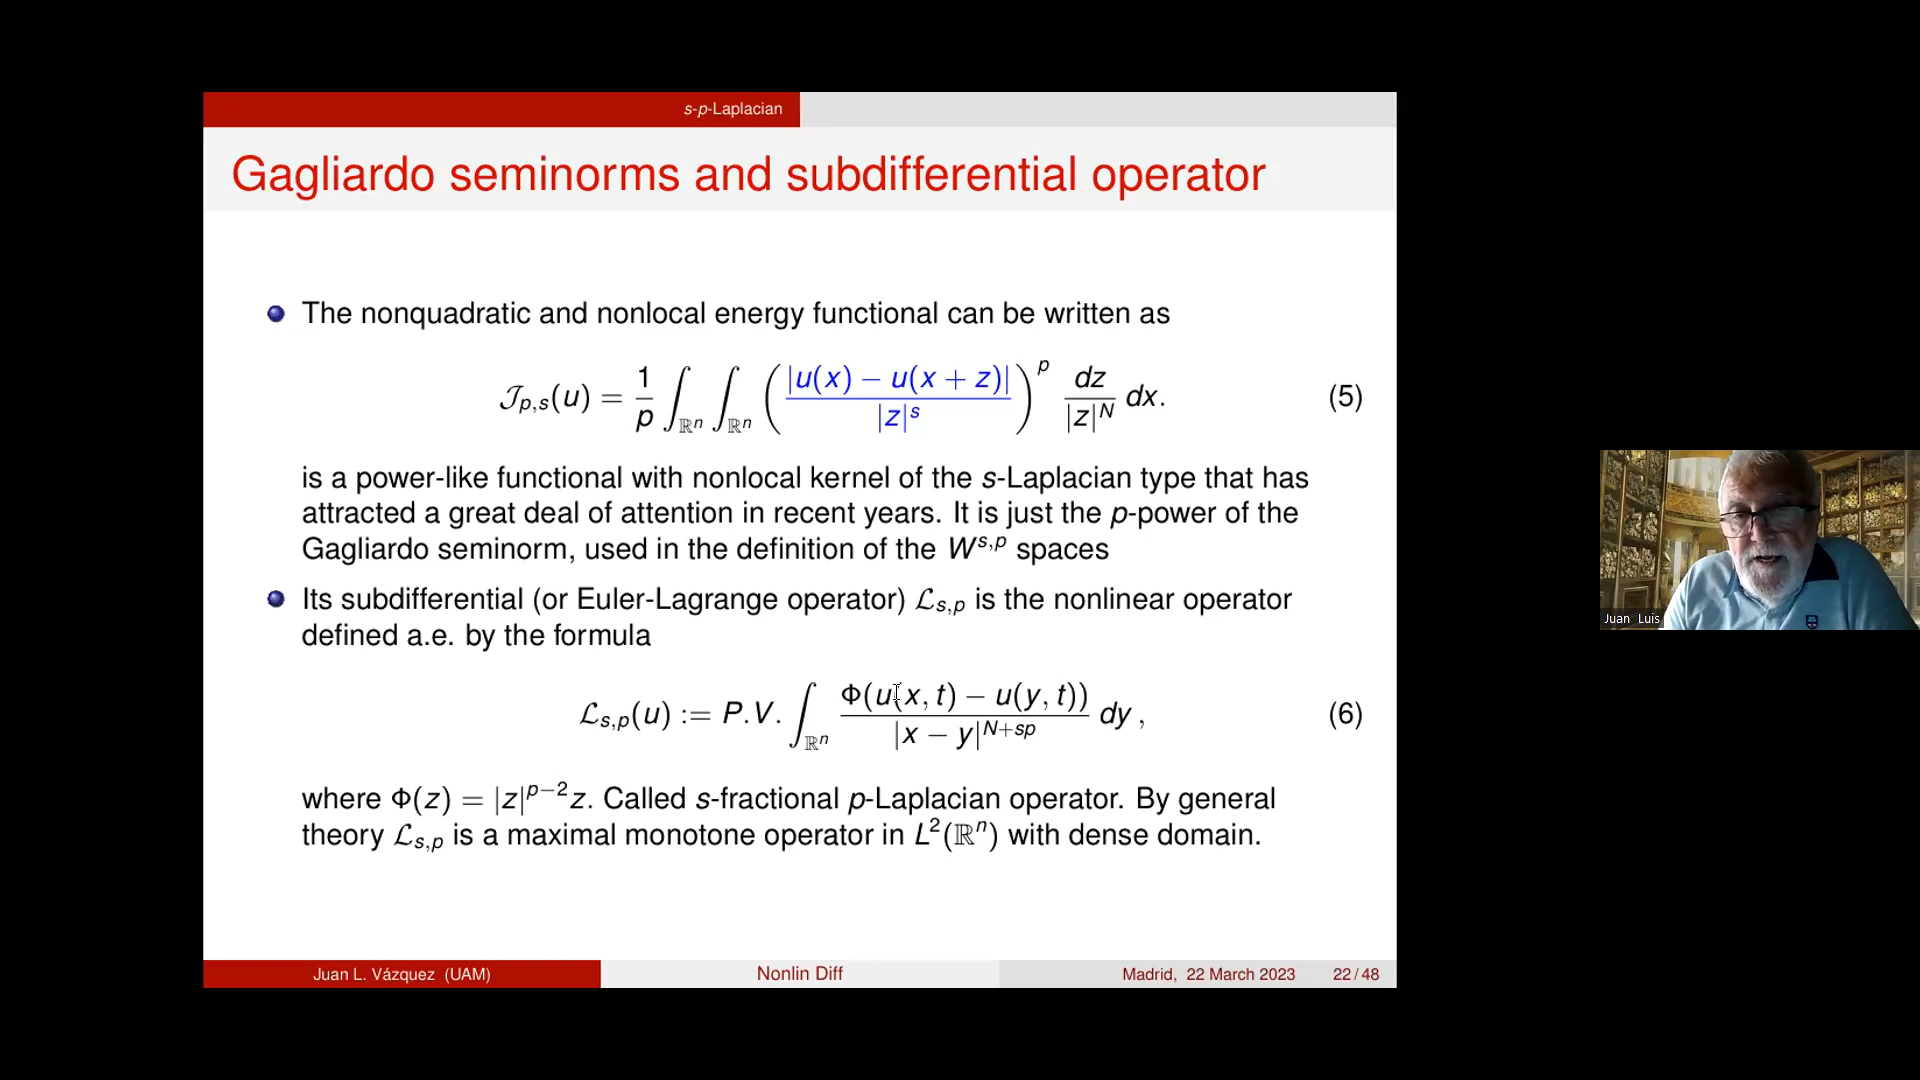 s-p-Laplacian
Gagliardo seminorms and subdifferential operator
The nonquadratic and nonlocal energy functional can be written as
𝒥_{p,s}(u) = \frac{1}{p} ∫_{ℝ^n} ∫_{ℝ^n} ( \frac{|u(x) − u(x + z)|}{|z|^s} )^p \frac{dz}{|z|^N} dx. (5)
is a power-like functional with nonlocal kernel of the s-Laplacian type that has
attracted a great deal of attention in recent years. It is just the p-power of the
Gagliardo seminorm, used in the definition of the W^{s,p} spaces
Its subdifferential (or Euler-Lagrange operator) ℒ_{s,p} is the nonlinear operator
defined a.e. by the formula
ℒ_{s,p}(u) := P.V. ∫_{ℝ^n} \frac{Φ(u(x, t) − u(y, t))}{|x − y|^{N+sp}} dy , (6)
where Φ(z) = |z|^{p−2}z. Called s-fractional p-Laplacian operator. By general
theory ℒ_{s,p} is a maximal monotone operator in L^2(ℝ^n) with dense domain.
Juan Luis
Juan L. Vázquez (UAM) Nonlin Diff Madrid, 22 March 2023 22 / 48